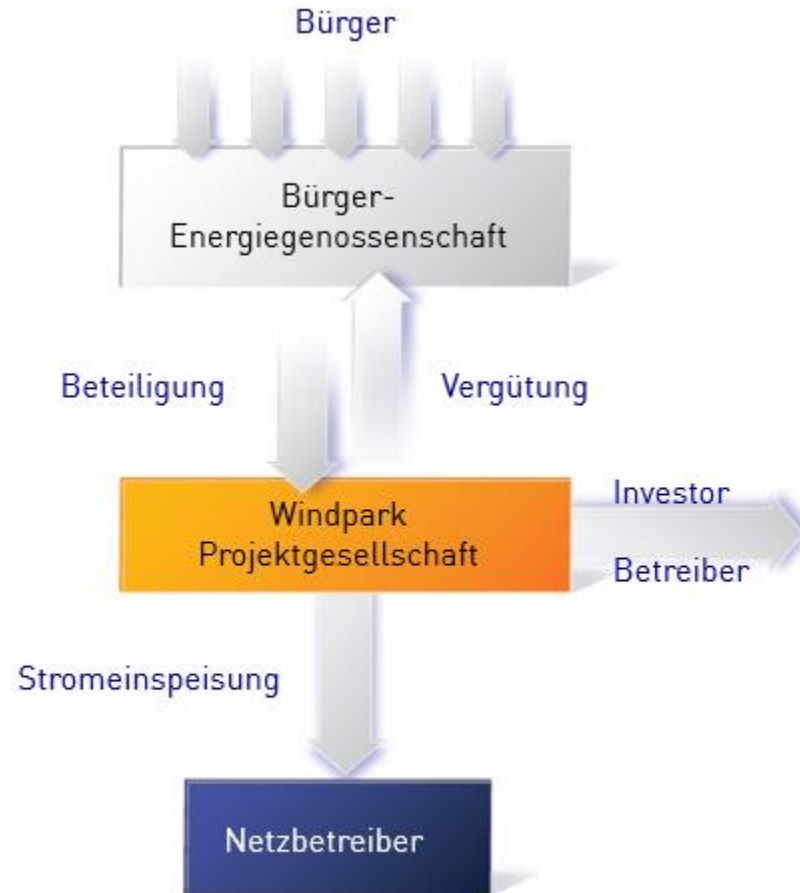 Bürger
Bürger-
Energiegenossenschaft
Beteiligung
Vergütung
Windpark
Projektgesellschaft
Investor
Betreiber
Stromeinspeisung
Netzbetreiber